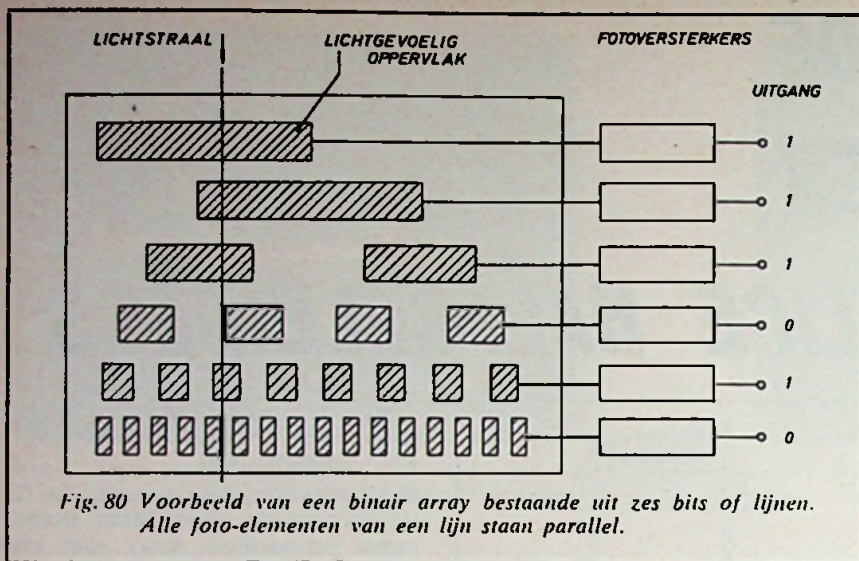 LICHTSTRAAL
LICHTGEVOELIG
OPPERVLAK
FOTOVERSTERKERS
UITGANG
1
1
1
0
1
0
Fig. 80 Voorbeeld van een binair array bestaande uit zes bits of lijnen.
Alle foto-elementen van een lijn staan parallel.